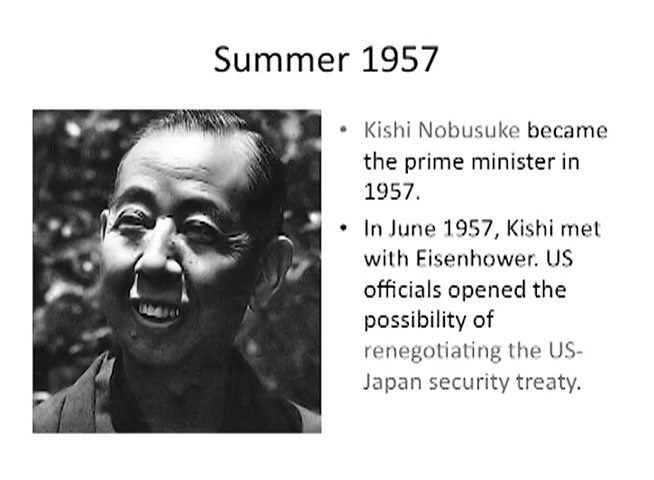 Summer 1957
• Kishi Nobusuke became
the prime minister in
1957.
• In June 1957, Kishi met
with Eisenhower. US
officials opened the
possibility of
renegotiating the US-
Japan security treaty.